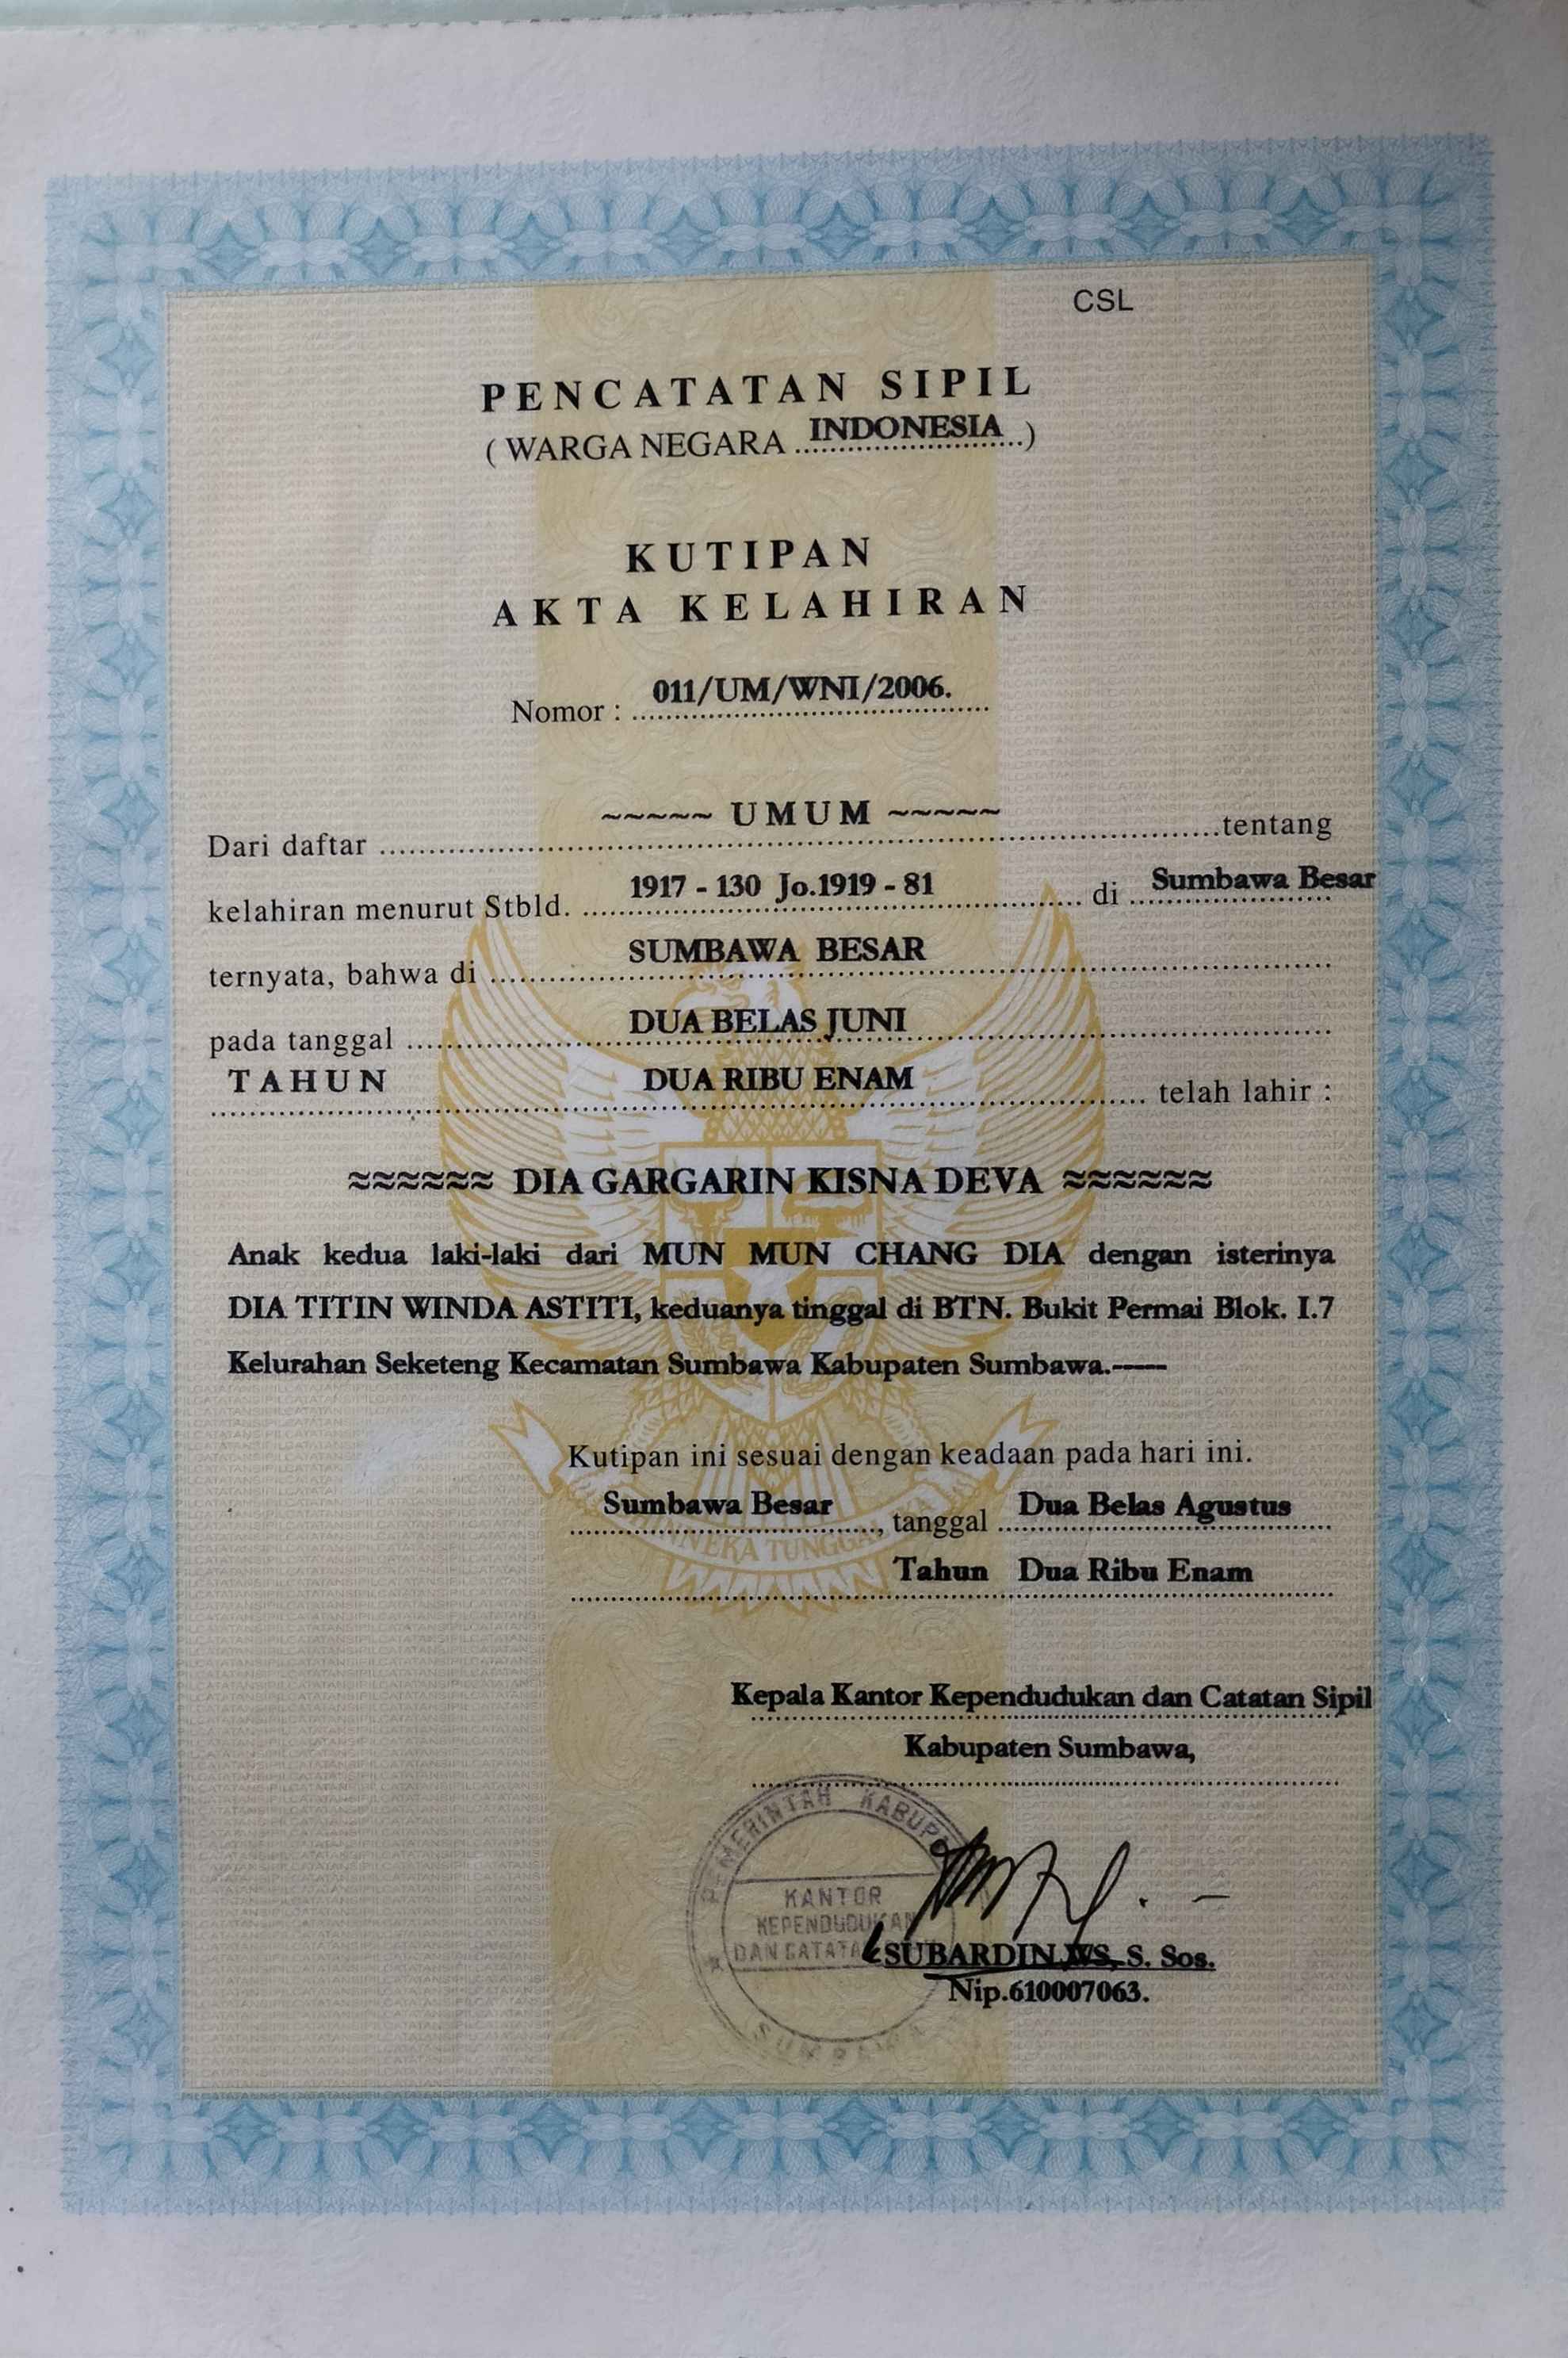 CSL
PENCATATAN SIPIL
( WARGA NEGARA INDONESIA )
KUTIPAN
AKTA KELAHIRAN
Nomor : 011/UM/WNI/2006.
Dari daftar ~~~~~ UMUM ~~~~~ tentang
kelahiran menurut Stbld. 1917 - 130 Jo.1919 - 81 di Sumbawa Besar
ternyata, bahwa di SUMBAWA BESAR
pada tanggal DUA BELAS JUNI
TAHUN DUA RIBU ENAM telah lahir :
≈≈≈≈≈≈ DIA GARGARIN KISNA DEVA ≈≈≈≈≈≈
Anak kedua laki-laki dari MUN MUN CHANG DIA dengan isterinya
DIA TITIN WINDA ASTITI, keduanya tinggal di BTN. Bukit Permai Blok. I.7
Kelurahan Seketeng Kecamatan Sumbawa Kabupaten Sumbawa.-----
Kutipan ini sesuai dengan keadaan pada hari ini.
Sumbawa Besar, tanggal Dua Belas Agustus
Tahun Dua Ribu Enam
Kepala Kantor Kependudukan dan Catatan Sipil
Kabupaten Sumbawa,
PEMERINTAH
KANTOR
KEPENDUDUKAN
SUBARDIN.WS, S. Sos.
Nip.610007063.
SUMBAWA